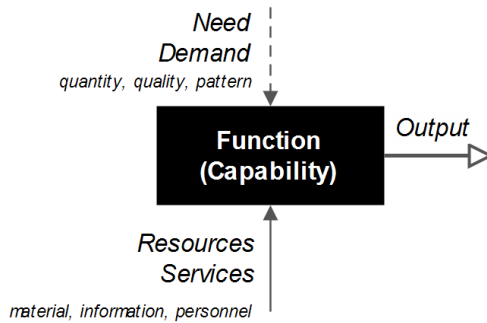 Need
Demand
quantity, quality, pattern
Function
(Capability)
Output
Resources
Services
material, information, personnel